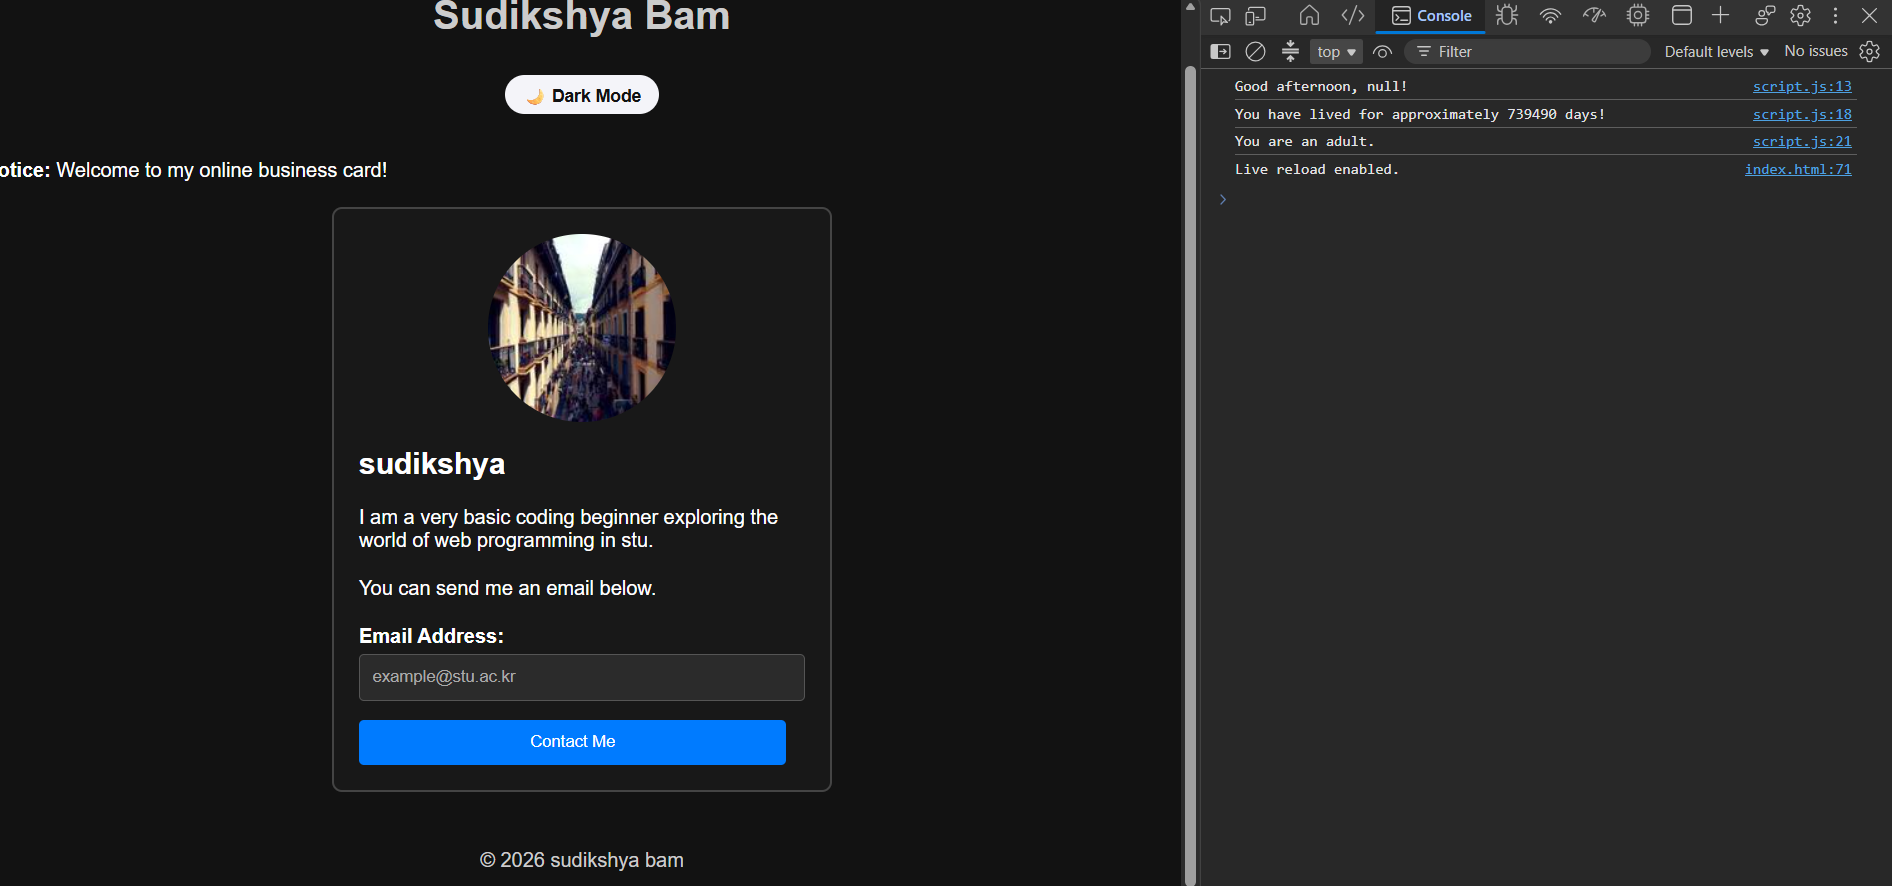 Sudikshya Bam
🌙 Dark Mode
otice: Welcome to my online business card!
sudikshya
I am a very basic coding beginner exploring the
world of web programming in stu.
You can send me an email below.
Email Address:
example@stu.ac.kr
Contact Me
© 2026 sudikshya bam
Console
top
Filter
Default levels
No issues
Good afternoon, null! script.js:13
You have lived for approximately 739490 days! script.js:18
You are an adult. script.js:21
Live reload enabled. index.html:71